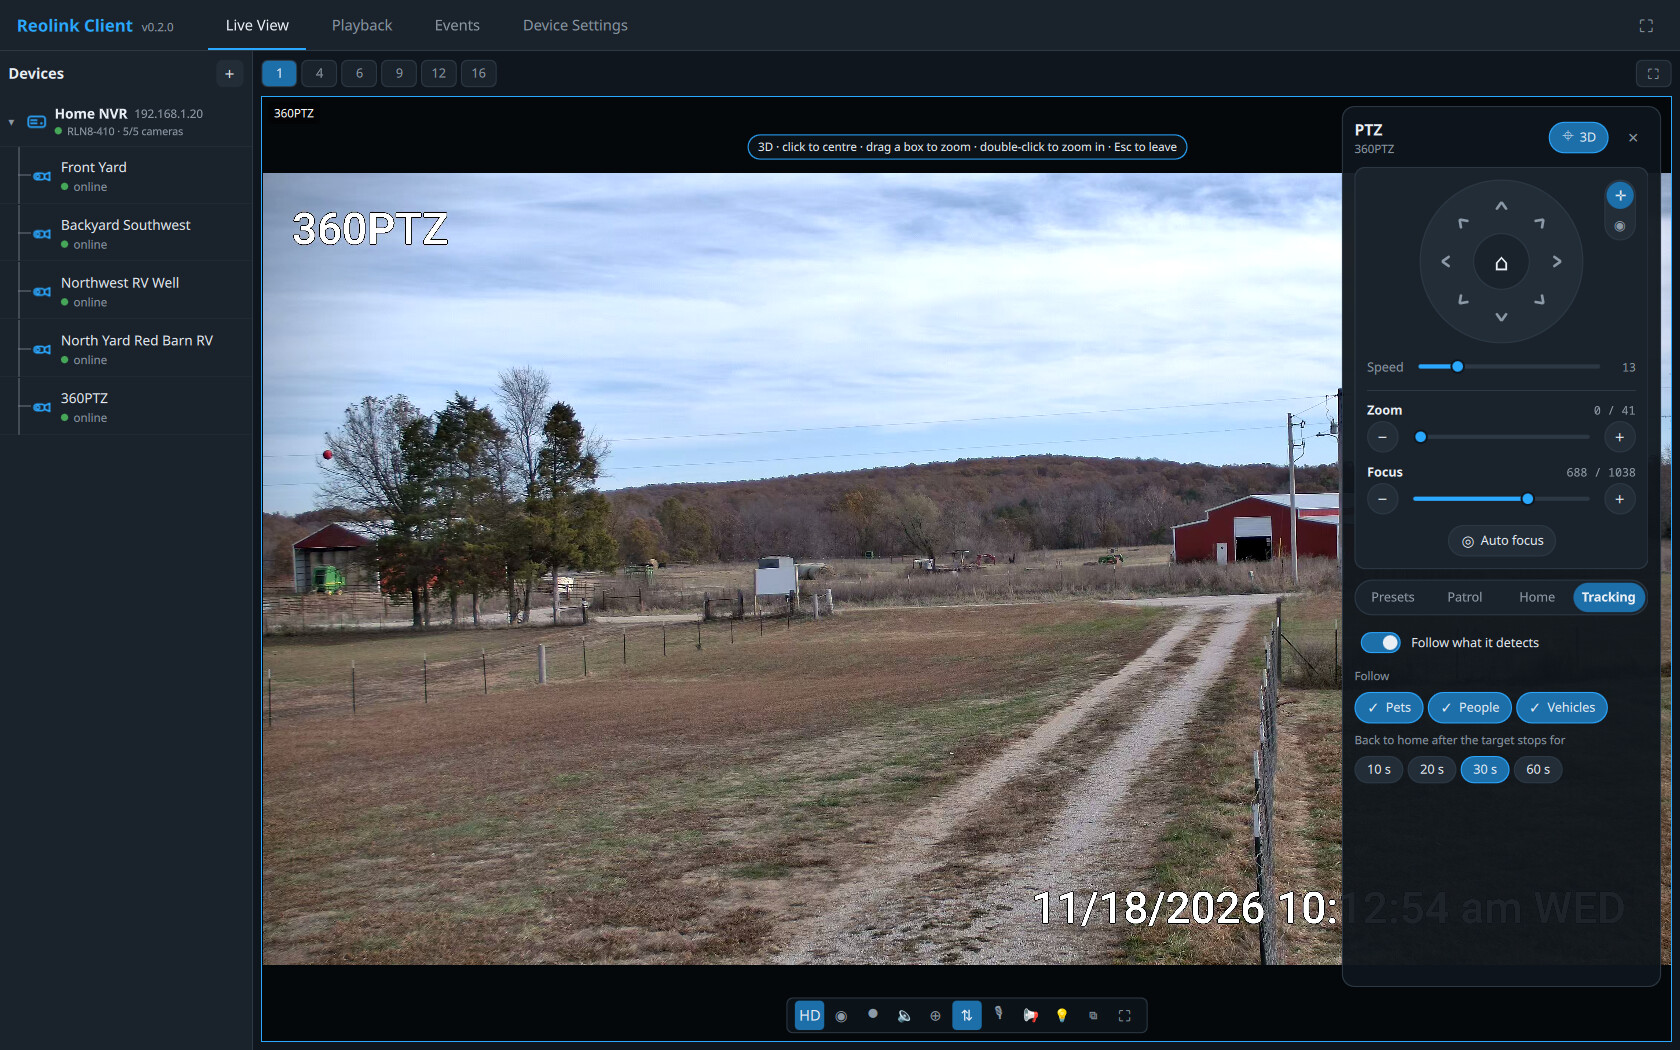 Reolink Client v0.2.0
Live View
Playback
Events
Device Settings
Devices
+
1
4
6
9
12
16
Home NVR 192.168.1.20
RLN8-410 · 5/5 cameras
Front Yard
online
Backyard Southwest
online
Northwest RV Well
online
North Yard Red Barn RV
online
360PTZ
online
360PTZ
3D · click to centre · drag a box to zoom · double-click to zoom in · Esc to leave
360PTZ
11/18/2026 10:12:54 am WED
PTZ
360PTZ
3D
Speed 13
Zoom 0 / 41
Focus 688 / 1038
Auto focus
Presets
Patrol
Home
Tracking
Follow what it detects
Follow
✓ Pets
✓ People
✓ Vehicles
Back to home after the target stops for
10 s
20 s
30 s
60 s
HD